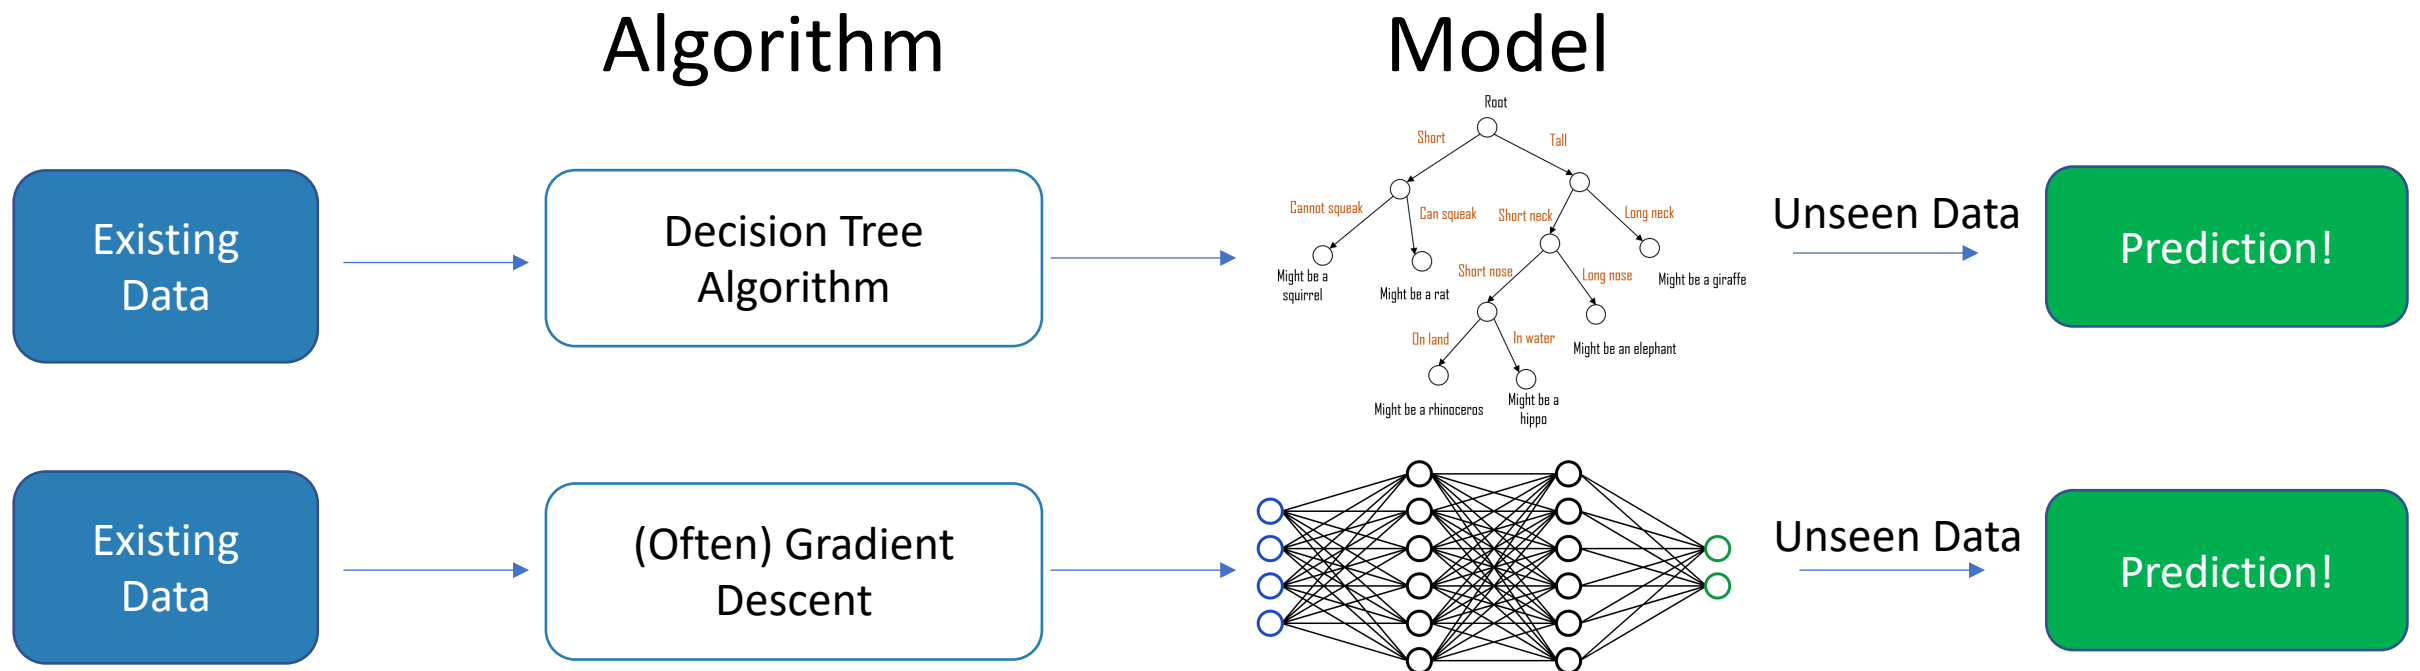 Algorithm
Model
Existing
Data
Decision Tree
Algorithm
Root
Short
Tall
Cannot squeak
Can squeak
Short neck
Long neck
Might be a
squirrel
Might be a rat
Short nose
Long nose
Might be a giraffe
On land
In water
Might be an elephant
Might be a rhinoceros
Might be a
hippo
Unseen Data
Prediction!
Existing
Data
(Often) Gradient
Descent
Unseen Data
Prediction!